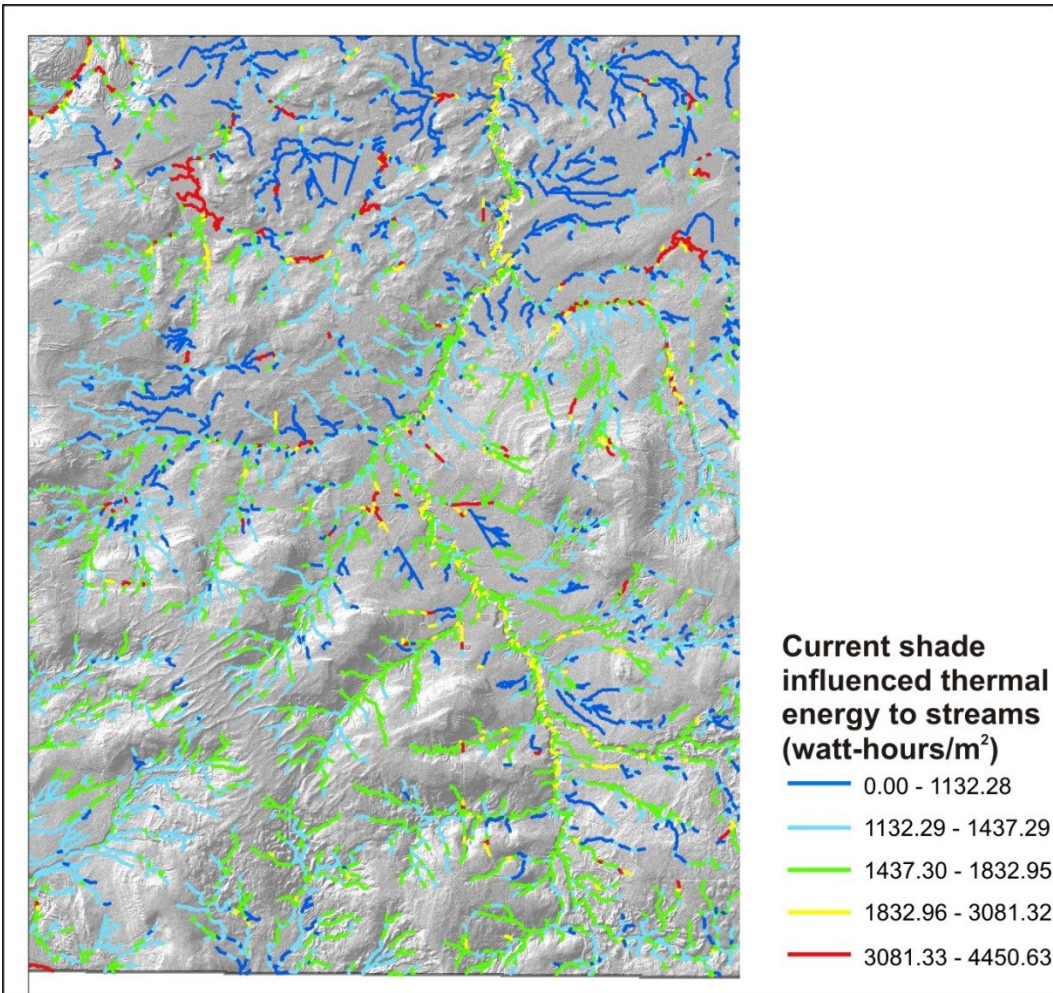 Current shade
influenced thermal
energy to streams
(watt-hours/m²)
0.00 - 1132.28
1132.29 - 1437.29
1437.30 - 1832.95
1832.96 - 3081.32
3081.33 - 4450.63